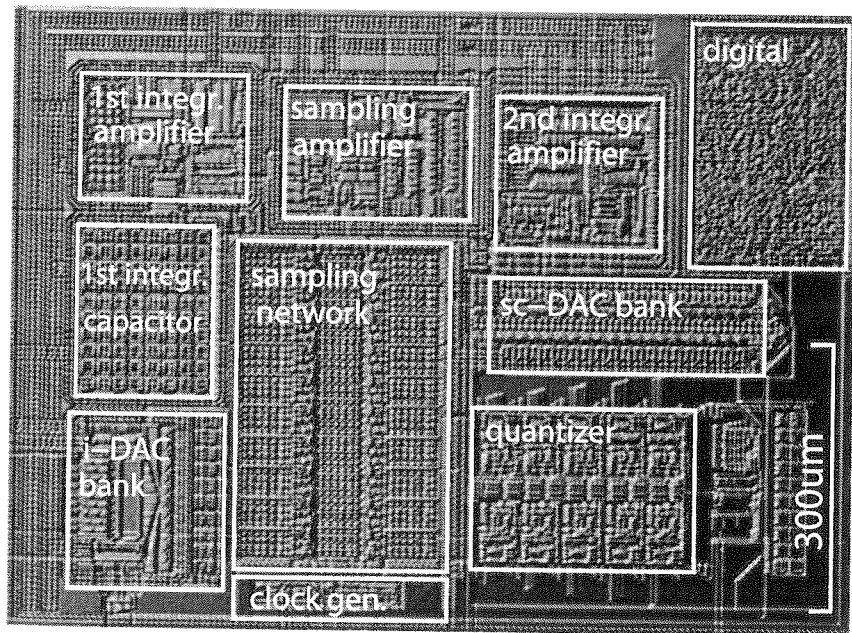 digital
1st integr.
amplifier
sampling
amplifier
2nd integr.
amplifier
1st integr.
capacitor
sampling
network
sc–DAC bank
i–DAC
bank
quantizer
300um
clock gen.